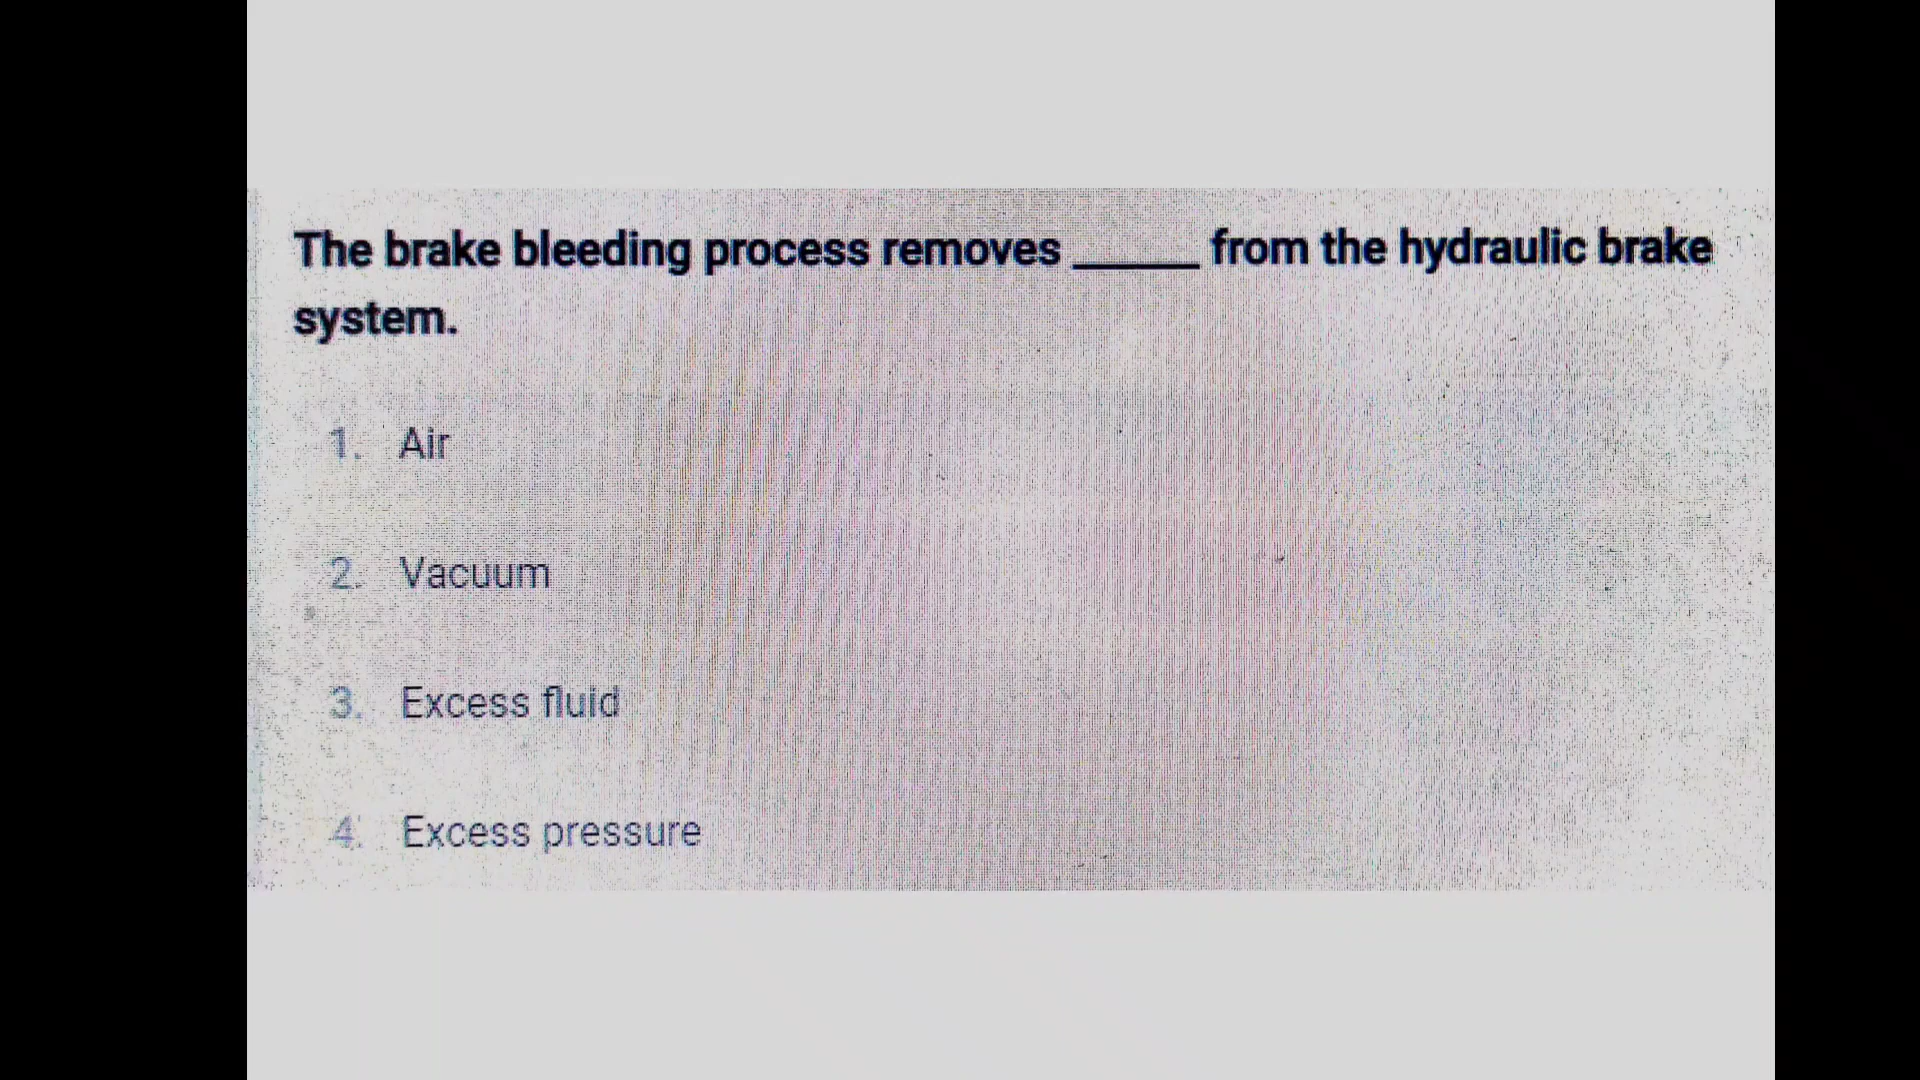 The brake bleeding process removes ______ from the hydraulic brake
system.
1. Air
2. Vacuum
3. Excess fluid
4. Excess pressure